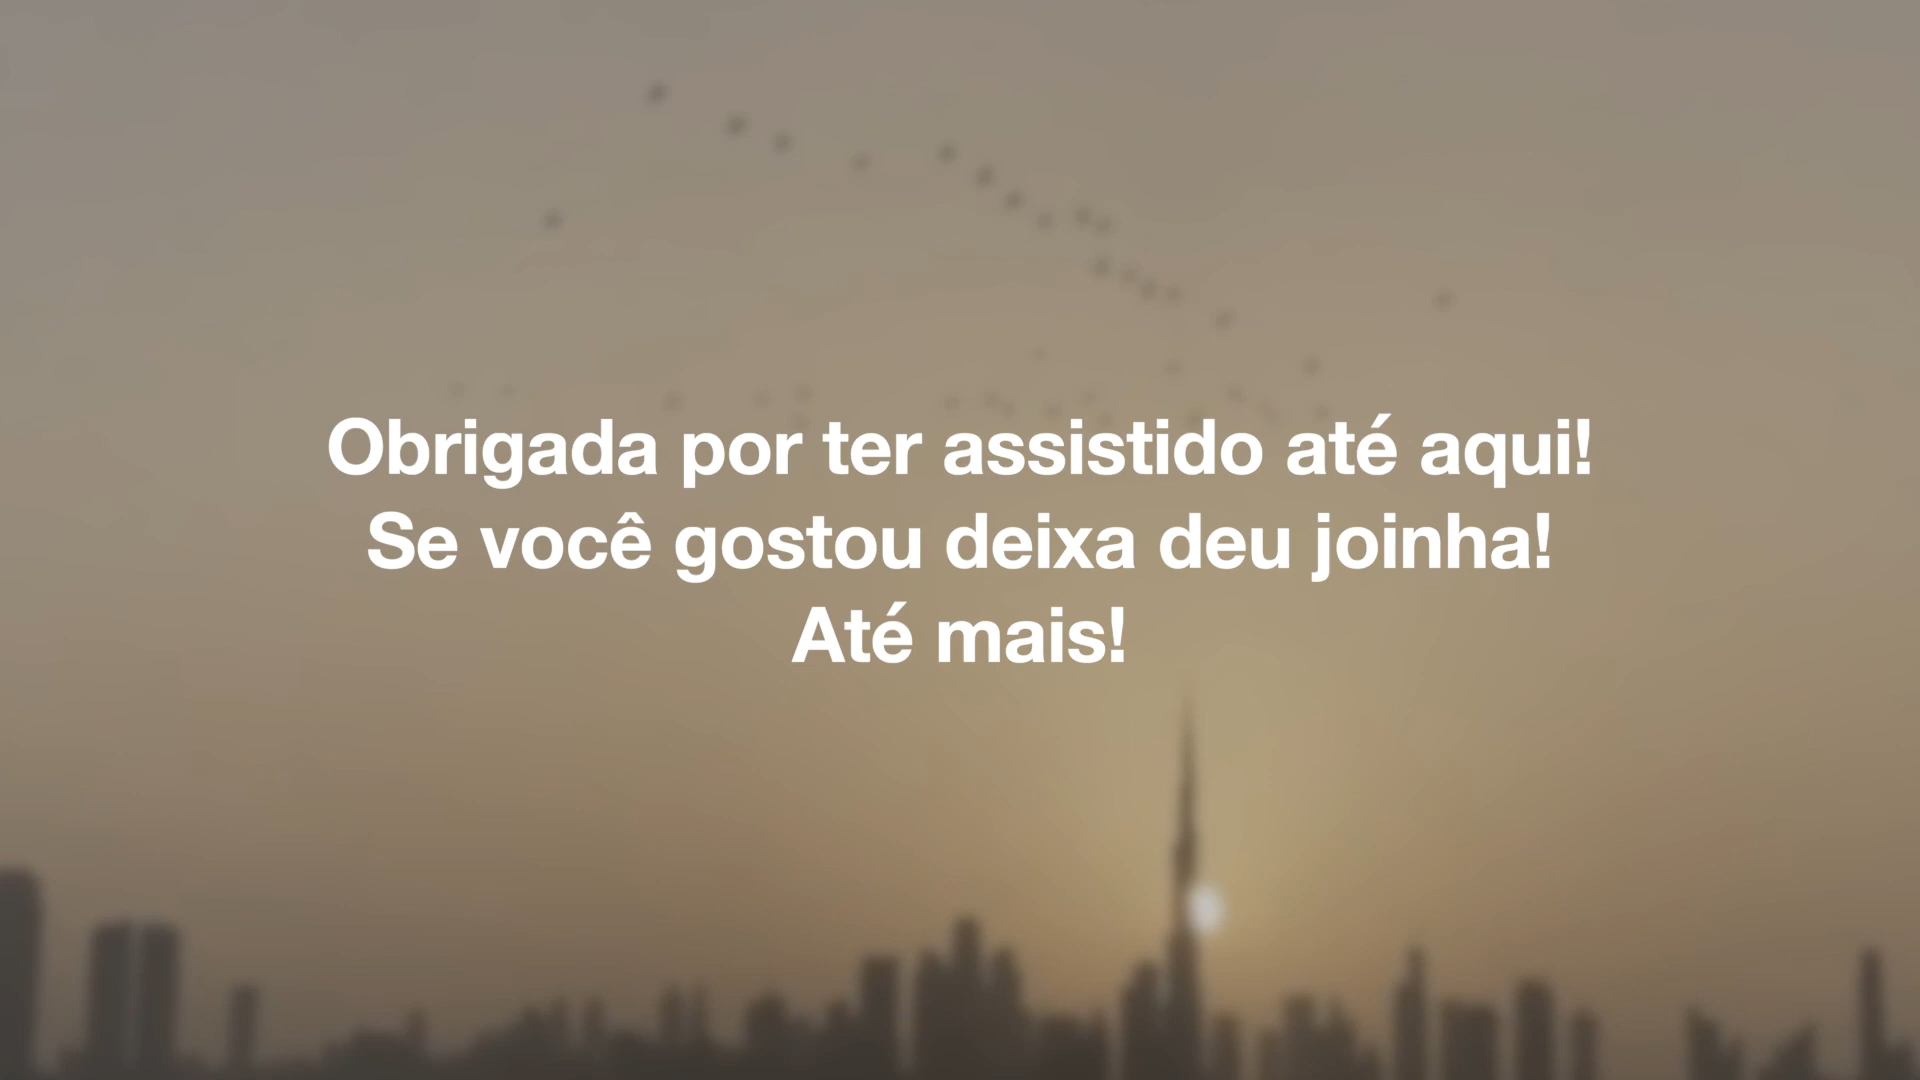 Obrigada por ter assistido até aqui!
Se você gostou deixa deu joinha!
Até mais!